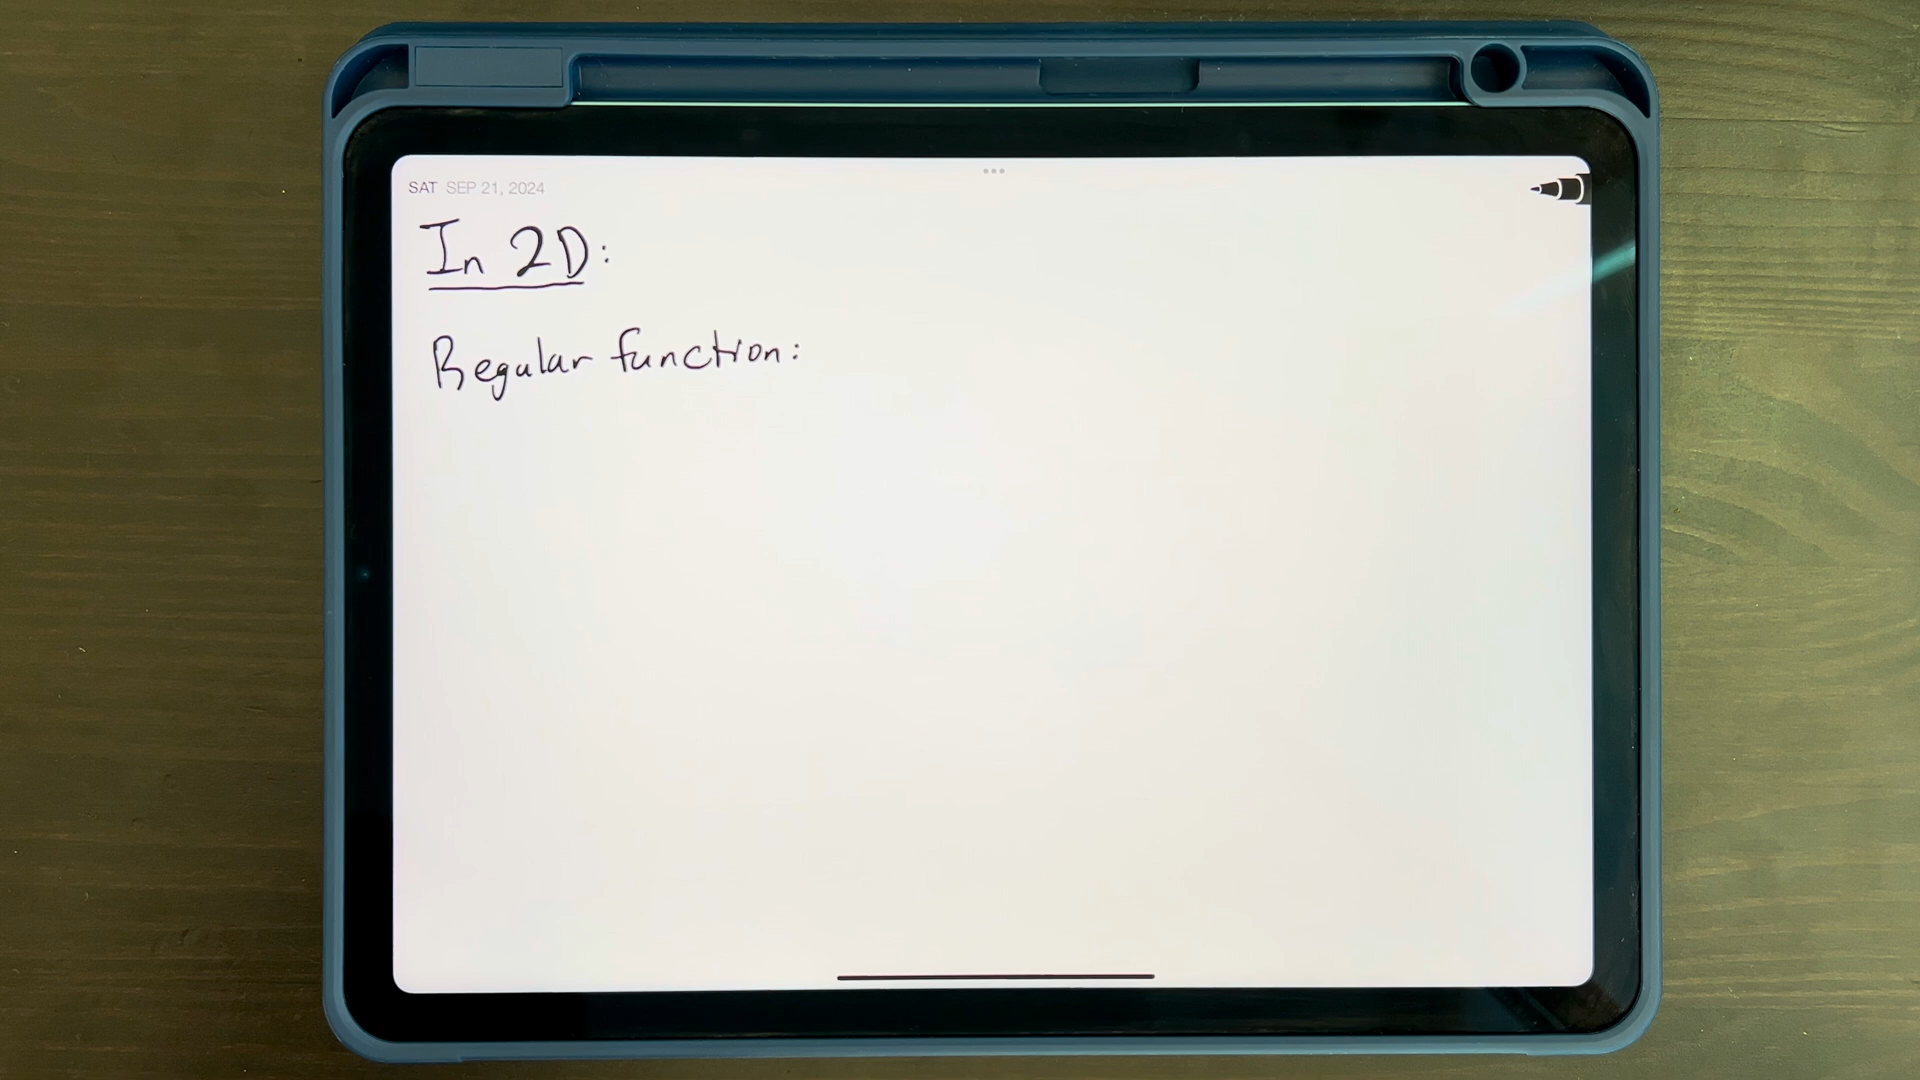 SAT SEP 21, 2024
In 2D:
Regular function: